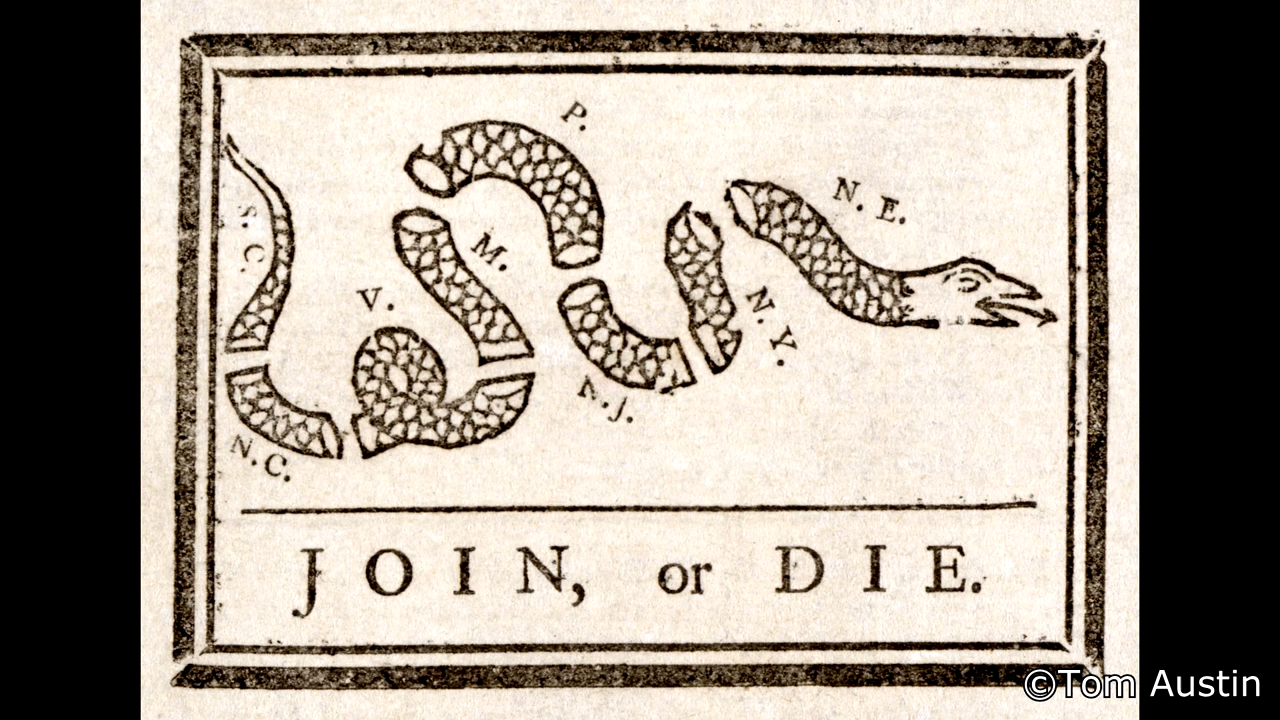 P.
N. E.
S. C.
M.
V.
N. Y.
N. J.
N. C.
JOIN, or DIE.
©Tom Austin